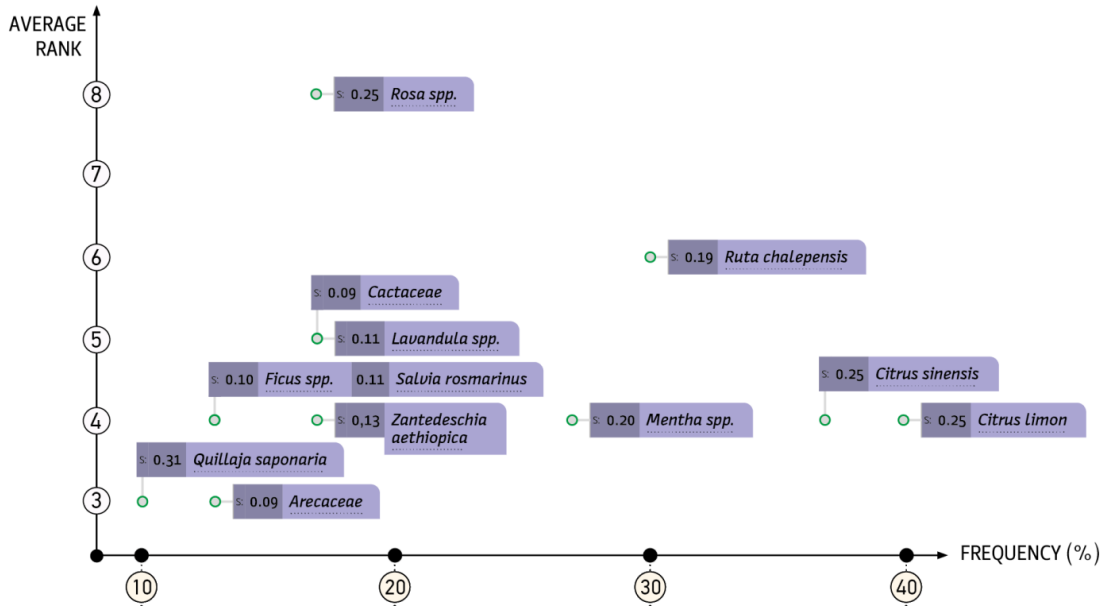 AVERAGE
RANK
8
S: 0.25 Rosa spp.
7
6
S: 0.19 Ruta chalepensis
S: 0.09 Cactaceae
5
S: 0.11 Lavandula spp.
S: 0.10 Ficus spp. 0.11 Salvia rosmarinus
S: 0.25 Citrus sinensis
4
S: 0,13 Zantedeschia
aethiopica
S: 0.20 Mentha spp.
S: 0.25 Citrus limon
S: 0.31 Quillaja saponaria
3
S: 0.09 Arecaceae
FREQUENCY (%)
10 20 30 40